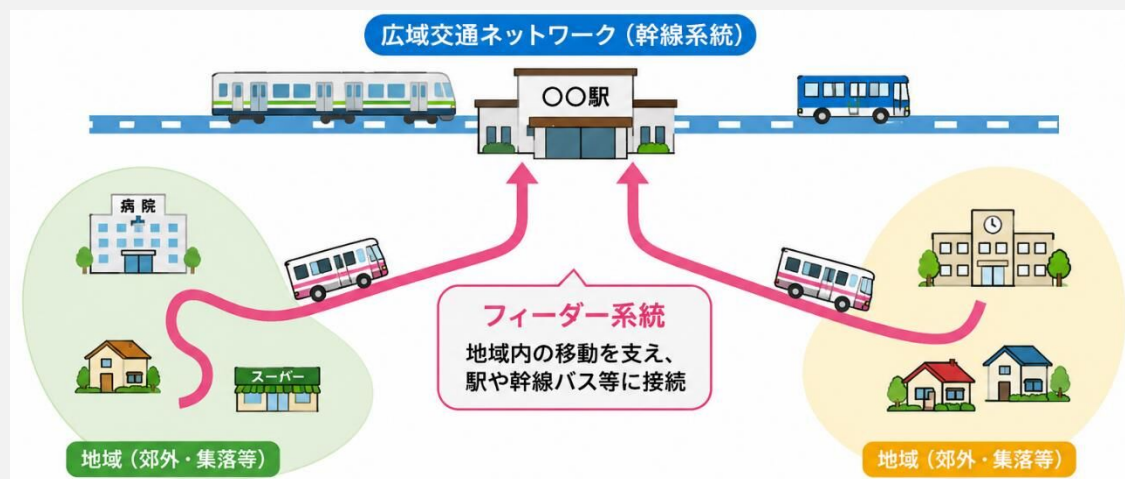 広域交通ネットワーク（幹線系統）
〇〇駅
病院
フィーダー系統
地域内の移動を支え、
駅や幹線バス等に接続
スーパー
地域（郊外・集落等）
地域（郊外・集落等）